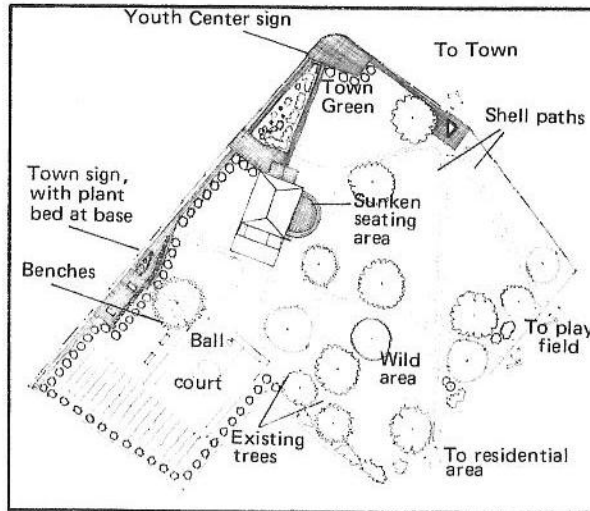 Youth Center sign
To Town
Town
Green
Shell paths
Town sign,
with plant
bed at base
Sunken
seating
area
Benches
Ball
court
Wild
area
To play
field
Existing
trees
To residential
area